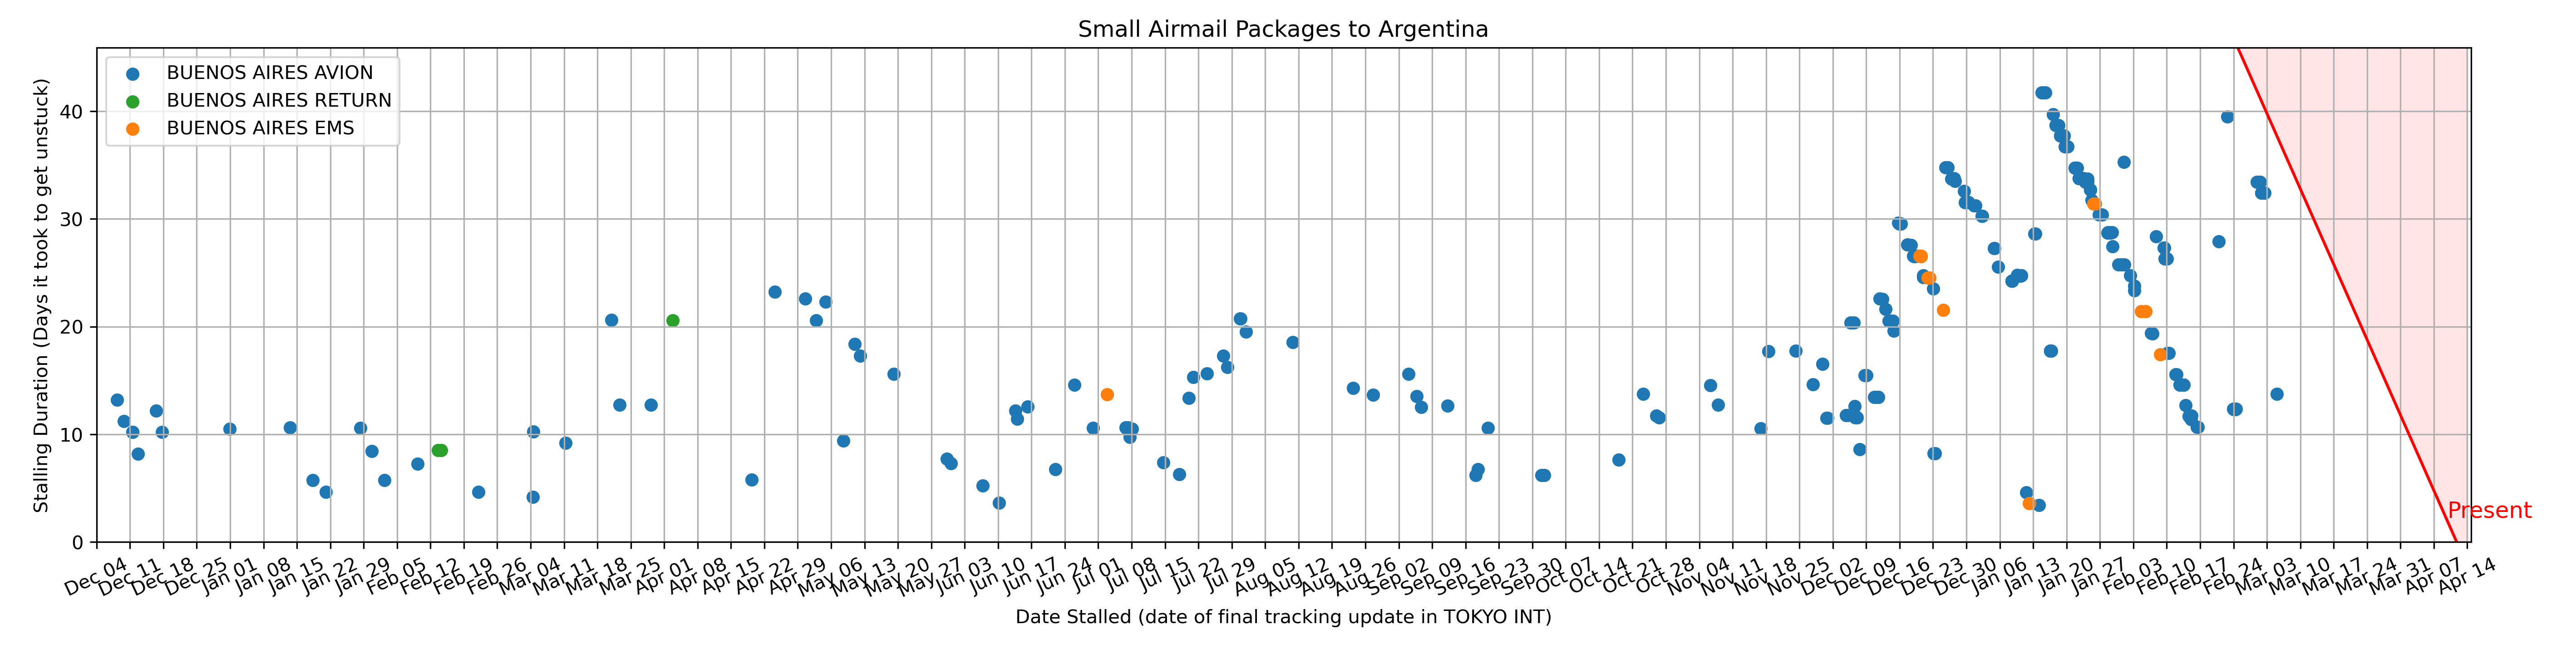 Small Airmail Packages to Argentina
BUENOS AIRES AVION
BUENOS AIRES RETURN
BUENOS AIRES EMS
Stalling Duration (Days it took to get unstuck)
40
30
20
10
0
Present
Dec 04
Dec 11
Dec 18
Dec 25
Jan 01
Jan 08
Jan 15
Jan 22
Jan 29
Feb 05
Feb 12
Feb 19
Feb 26
Mar 04
Mar 11
Mar 18
Mar 25
Apr 01
Apr 08
Apr 15
Apr 22
Apr 29
May 06
May 13
May 20
May 27
Jun 03
Jun 10
Jun 17
Jun 24
Jul 01
Jul 08
Jul 15
Jul 22
Jul 29
Aug 05
Aug 12
Aug 19
Aug 26
Sep 02
Sep 09
Sep 16
Sep 23
Sep 30
Oct 07
Oct 14
Oct 21
Oct 28
Nov 04
Nov 11
Nov 18
Nov 25
Dec 02
Dec 09
Dec 16
Dec 23
Dec 30
Jan 06
Jan 13
Jan 20
Jan 27
Feb 03
Feb 10
Feb 17
Feb 24
Mar 03
Mar 10
Mar 17
Mar 24
Mar 31
Apr 07
Apr 14
Date Stalled (date of final tracking update in TOKYO INT)